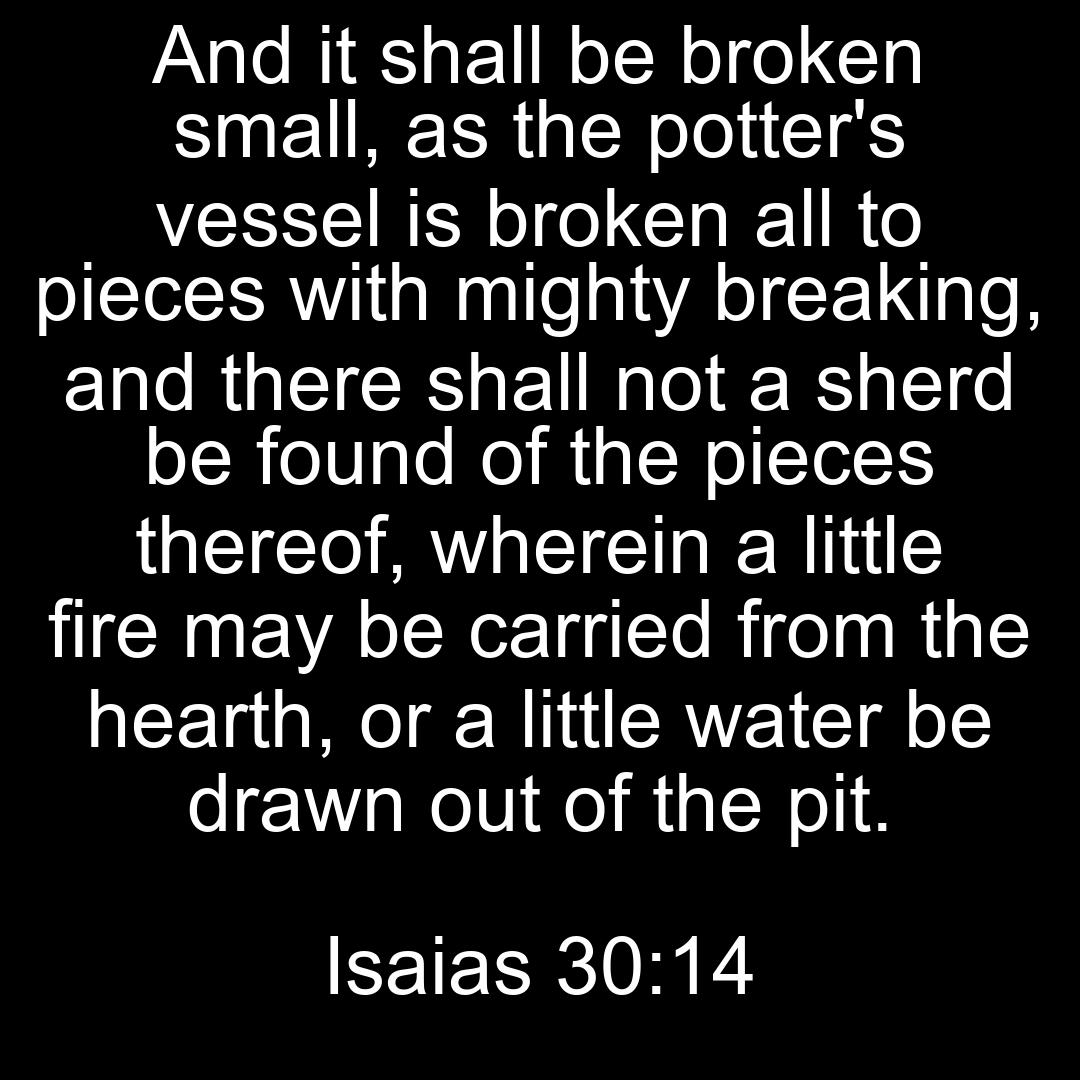 And it shall be broken
small, as the potter's
vessel is broken all to
pieces with mighty breaking,
and there shall not a sherd
be found of the pieces
thereof, wherein a little
fire may be carried from the
hearth, or a little water be
drawn out of the pit.
Isaias 30:14